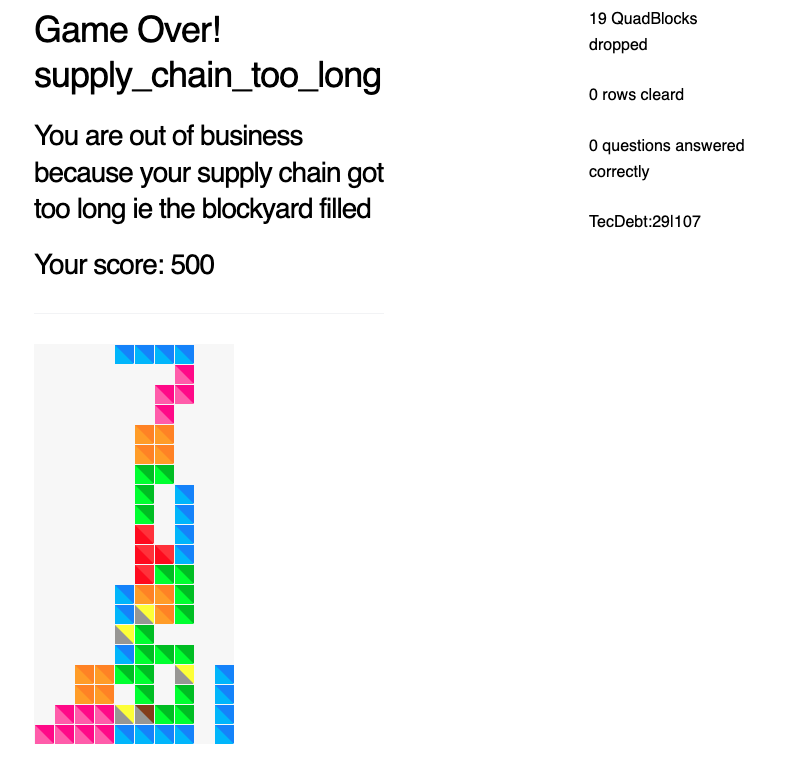 Game Over!
supply_chain_too_long
You are out of business
because your supply chain got
too long ie the blockyard filled
Your score: 500
19 QuadBlocks
dropped
0 rows cleard
0 questions answered
correctly
TecDebt:29l107